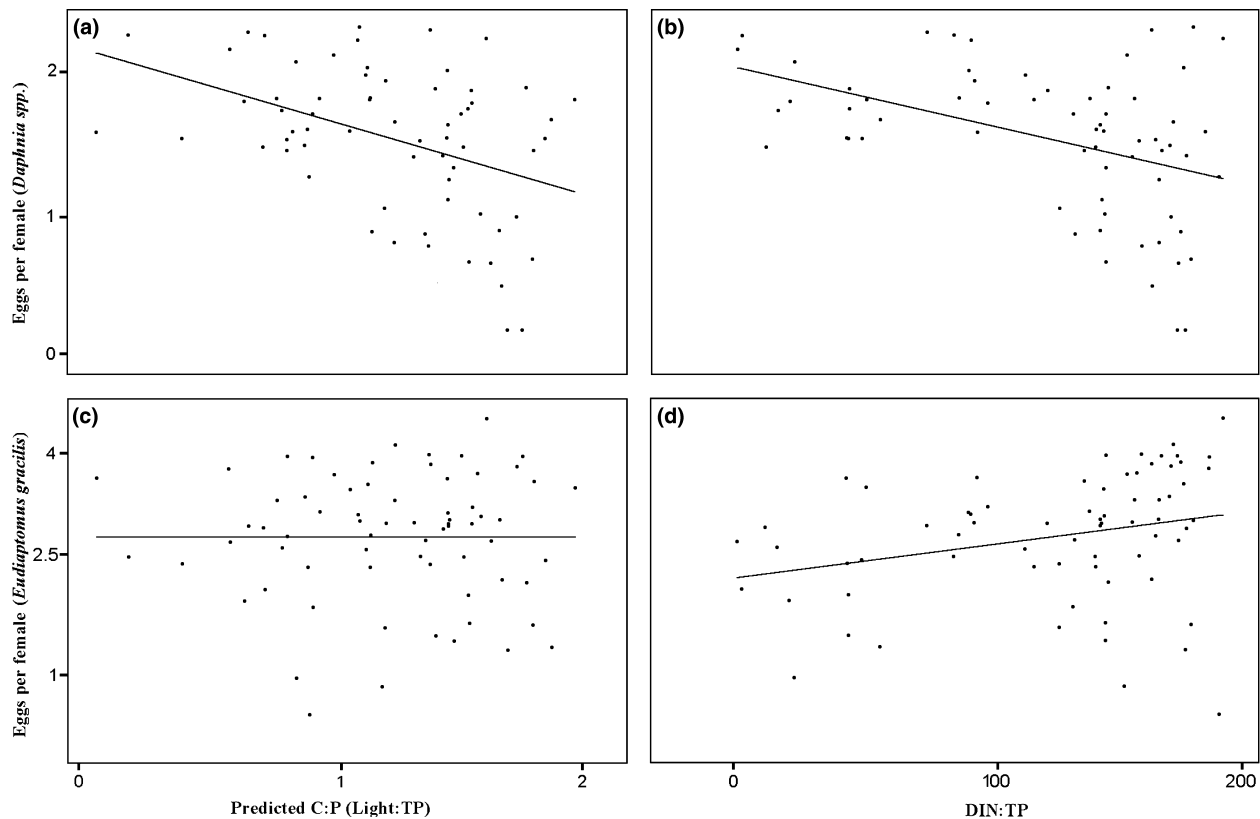 (a)
(b)
Eggs per female (Daphnia spp.)
2
1
0
(c)
(d)
Eggs per female (Eudiaptomus gracilis)
4
2.5
1
0
1
2
0
100
200
Predicted C:P (Light:TP)
DIN:TP